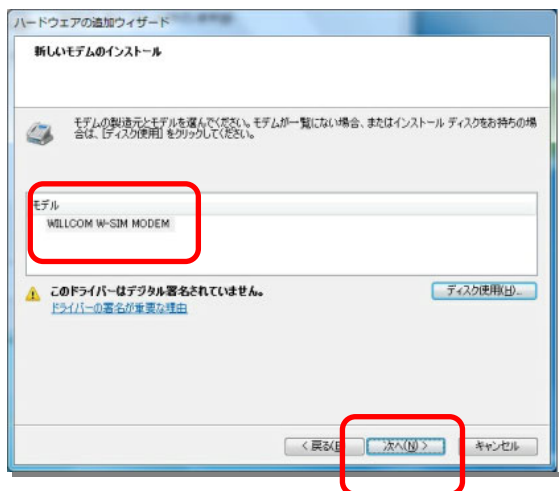 ハードウェアの追加ウィザード
新しいモデムのインストール
モデムの製造元とモデルを選んでください。モデムが一覧にない場合、またはインストール ディスクをお持ちの場
合は、[ディスク使用] をクリックしてください。
モデル
WILLCOM W-SIM MODEM
このドライバーはデジタル署名されていません。
ディスク使用(H)...
ドライバーの署名が重要な理由
< 戻る(B)
次へ(N) >
キャンセル